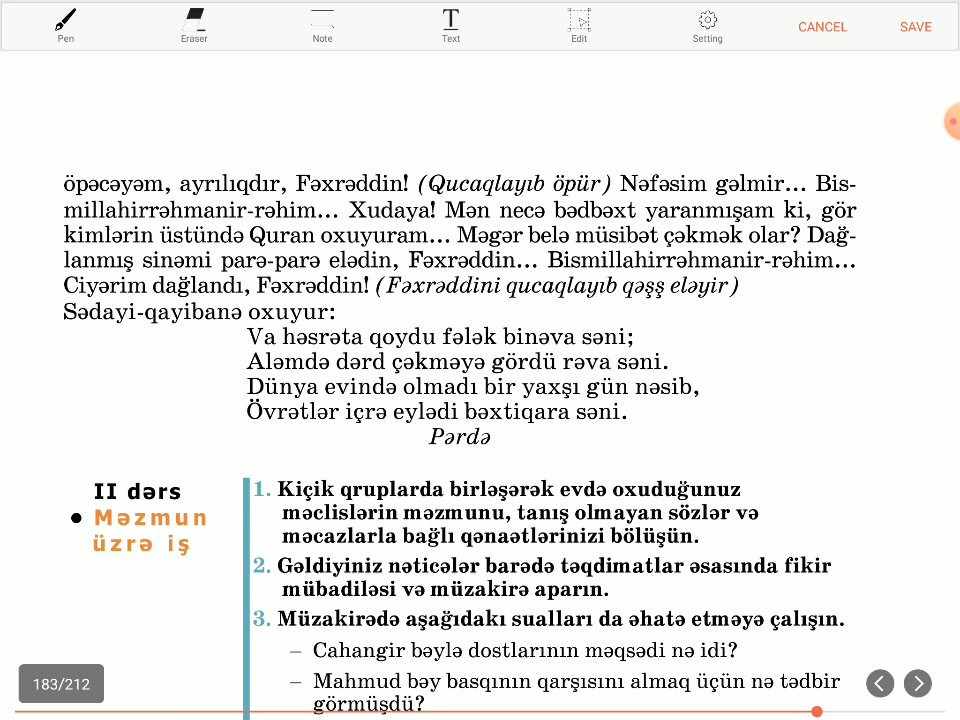 Pen
Eraser
Note
Text
Edit
Setting
CANCEL
SAVE
öpəcəyəm, ayrılıqdır, Fəxrəddin! (Qucaqlayıb öpür) Nəfəsim gəlmir... Bis-
millahirrəhmanir-rəhim... Xudaya! Mən necə bədbəxt yaranmışam ki, gör
kimlərin üstündə Quran oxuyuram... Məgər belə müsibət çəkmək olar? Dağ-
lanmış sinəmi parə-parə elədin, Fəxrəddin... Bismillahirrəhmanir-rəhim...
Ciyərim dağlandı, Fəxrəddin! (Fəxrəddini qucaqlayıb qəşş eləyir)
Sədayi-qayibanə oxuyur:
Va həsrəta qoydu fələk binəva səni;
Aləmdə dərd çəkməyə gördü rəva səni.
Dünya evində olmadı bir yaxşı gün nəsib,
Övrətlər içrə eylədi bəxtiqara səni.
Pərdə
II dərs
● Məzmun
üzrə iş
1. Kiçik qruplarda birləşərək evdə oxuduğunuz
məclislərin məzmunu, tanış olmayan sözlər və
məcazlarla bağlı qənaətlərinizi bölüşün.
2. Gəldiyiniz nəticələr barədə təqdimatlar əsasında fikir
mübadiləsi və müzakirə aparın.
3. Müzakirədə aşağıdakı sualları da əhatə etməyə çalışın.
– Cahangir bəylə dostlarının məqsədi nə idi?
– Mahmud bəy basqının qarşısını almaq üçün nə tədbir
görmüşdü?
183/212